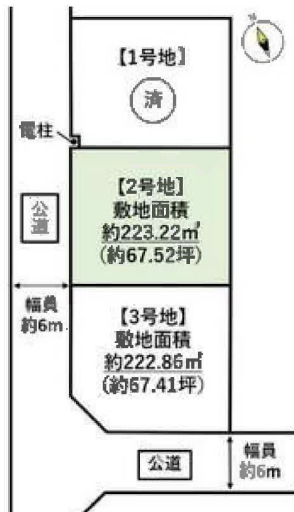 【1号地】
済
電柱
【2号地】
敷地面積
約223.22㎡
(約67.52坪)
公道
幅員
約6m
【3号地】
敷地面積
約222.86㎡
(約67.41坪)
公道
幅員
約6m